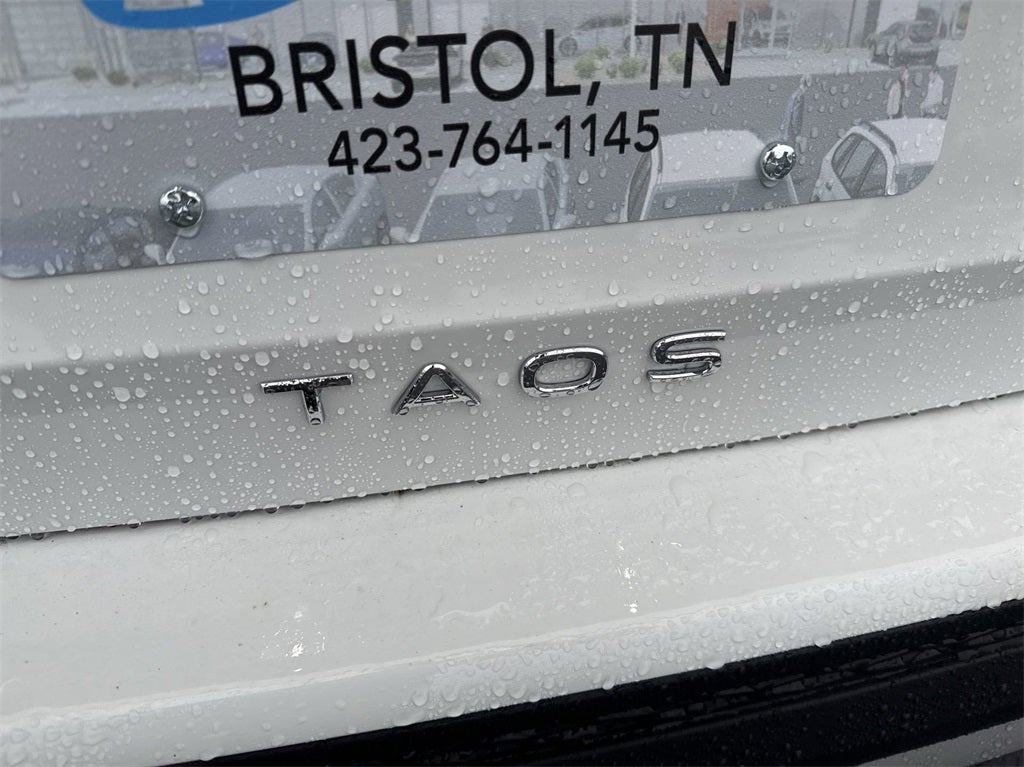 BRISTOL, TN
423-764-1145
TAOS